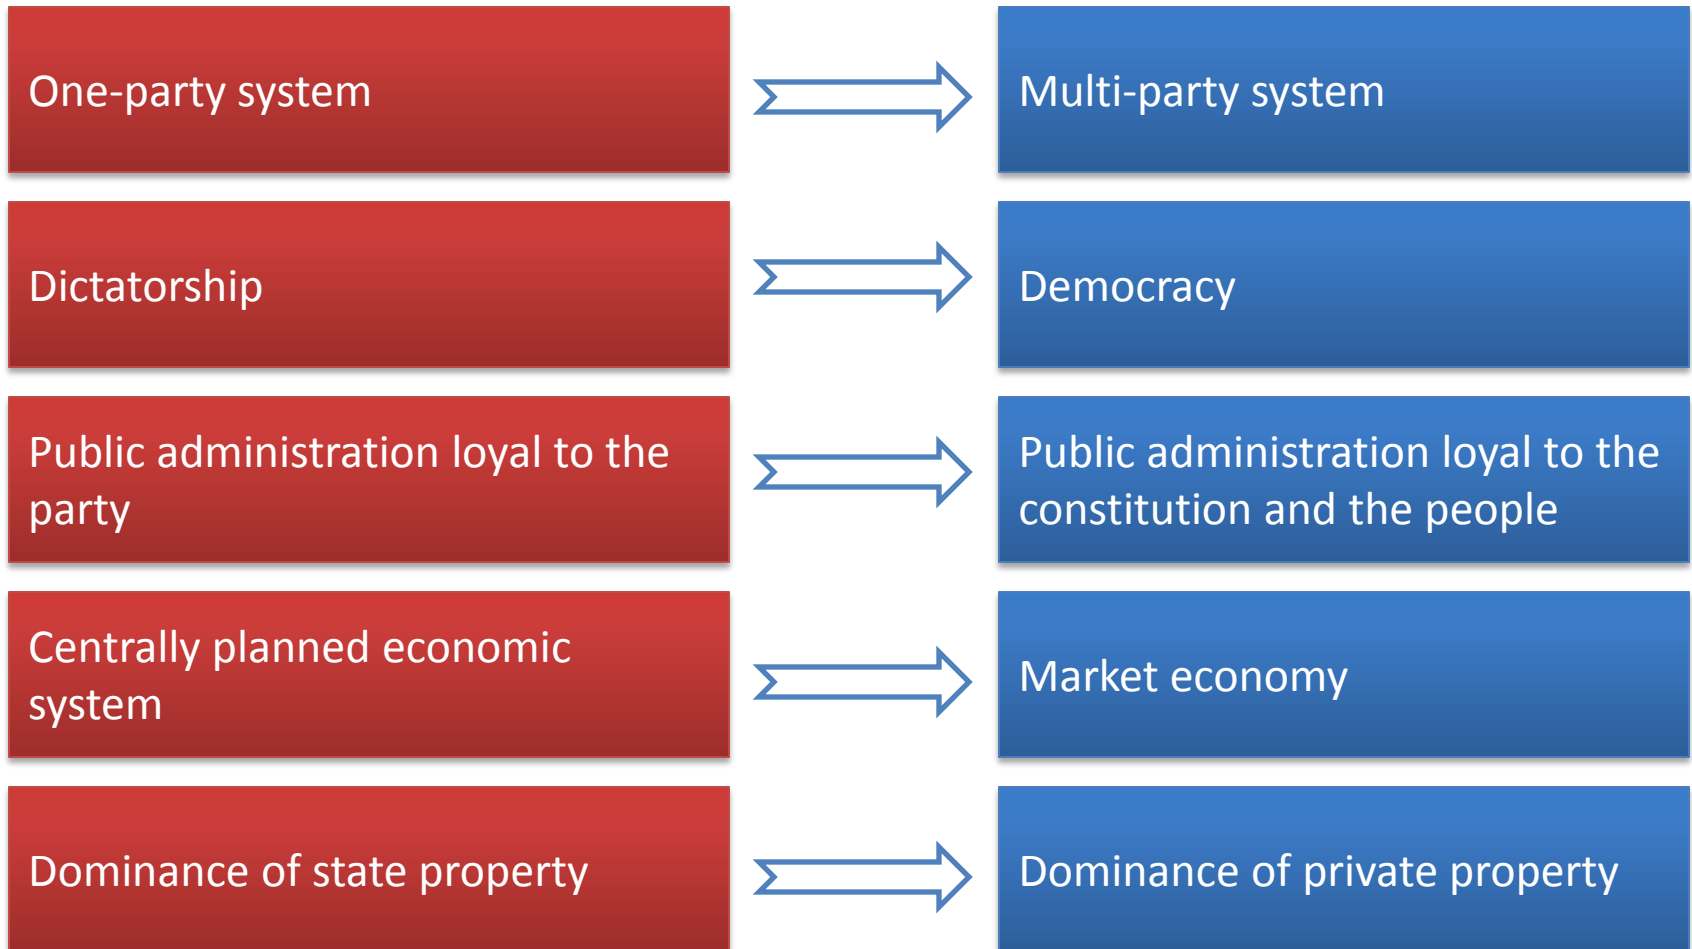 One-party system
Multi-party system
Dictatorship
Democracy
Public administration loyal to the
party
Public administration loyal to the
constitution and the people
Centrally planned economic
system
Market economy
Dominance of state property
Dominance of private property